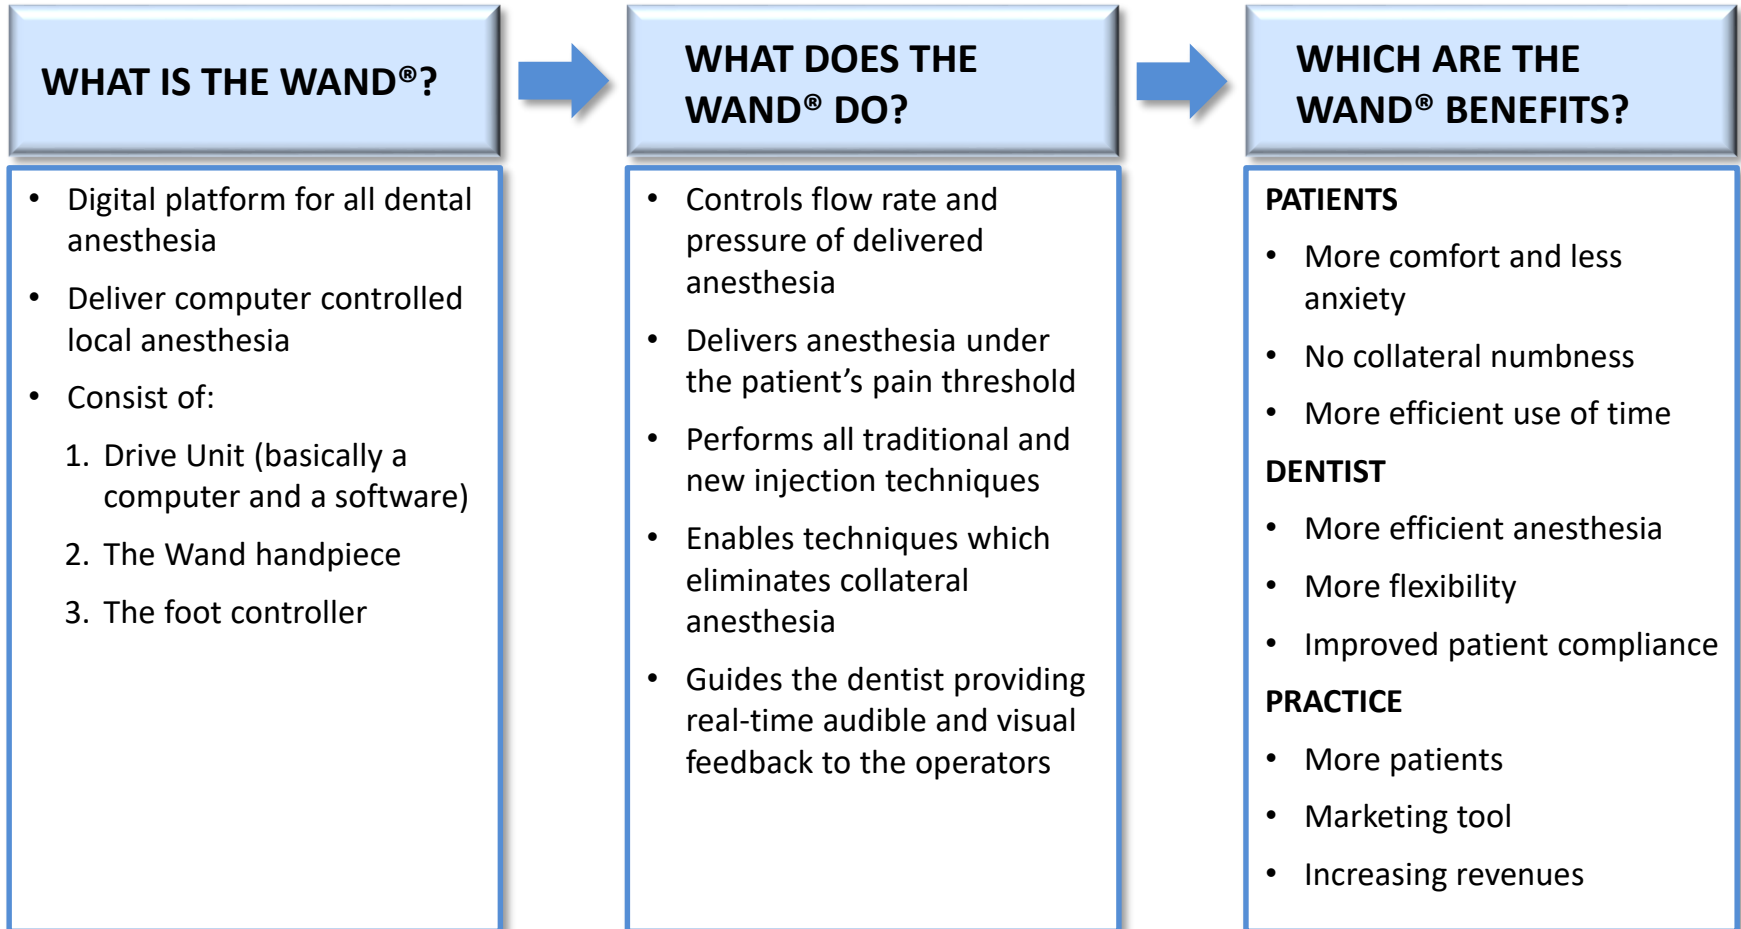 WHAT IS THE WAND®?
• Digital platform for all dental
anesthesia
• Deliver computer controlled
local anesthesia
• Consist of:
1. Drive Unit (basically a
computer and a software)
2. The Wand handpiece
3. The foot controller
WHAT DOES THE
WAND® DO?
• Controls flow rate and
pressure of delivered
anesthesia
• Delivers anesthesia under
the patient’s pain threshold
• Performs all traditional and
new injection techniques
• Enables techniques which
eliminates collateral
anesthesia
• Guides the dentist providing
real-time audible and visual
feedback to the operators
WHICH ARE THE
WAND® BENEFITS?
PATIENTS
• More comfort and less
anxiety
• No collateral numbness
• More efficient use of time
DENTIST
• More efficient anesthesia
• More flexibility
• Improved patient compliance
PRACTICE
• More patients
• Marketing tool
• Increasing revenues